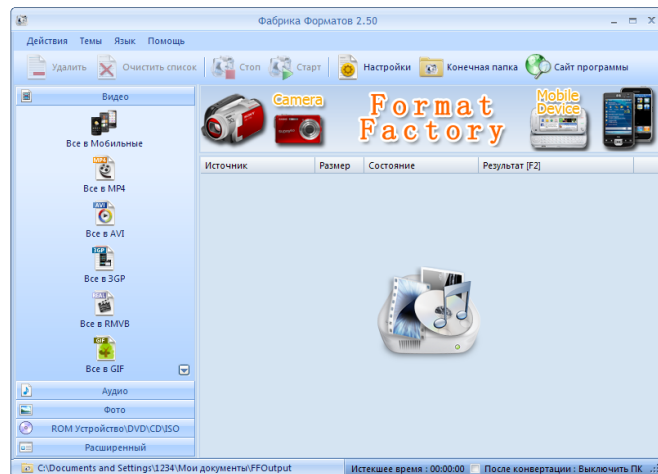 Фабрика Форматов 2.50
Действия Темы Язык Помощь
Удалить Очистить список Стоп Старт Настройки Конечная папка Сайт программы
Видео
Camera Format Factory Mobile Device
Все в Мобильные
Источник Размер Состояние Результат [F2]
MP4
Все в MP4
AVI
Все в AVI
3GP
Все в 3GP
Все в RMVB
GIF
Все в GIF
Аудио
Фото
ROM Устройство\DVD\CD\ISO
Расширенный
C:\Documents and Settings\1234\Мои документы\FFOutput Истекшее время : 00:00:00 После конвертации : Выключить ПК